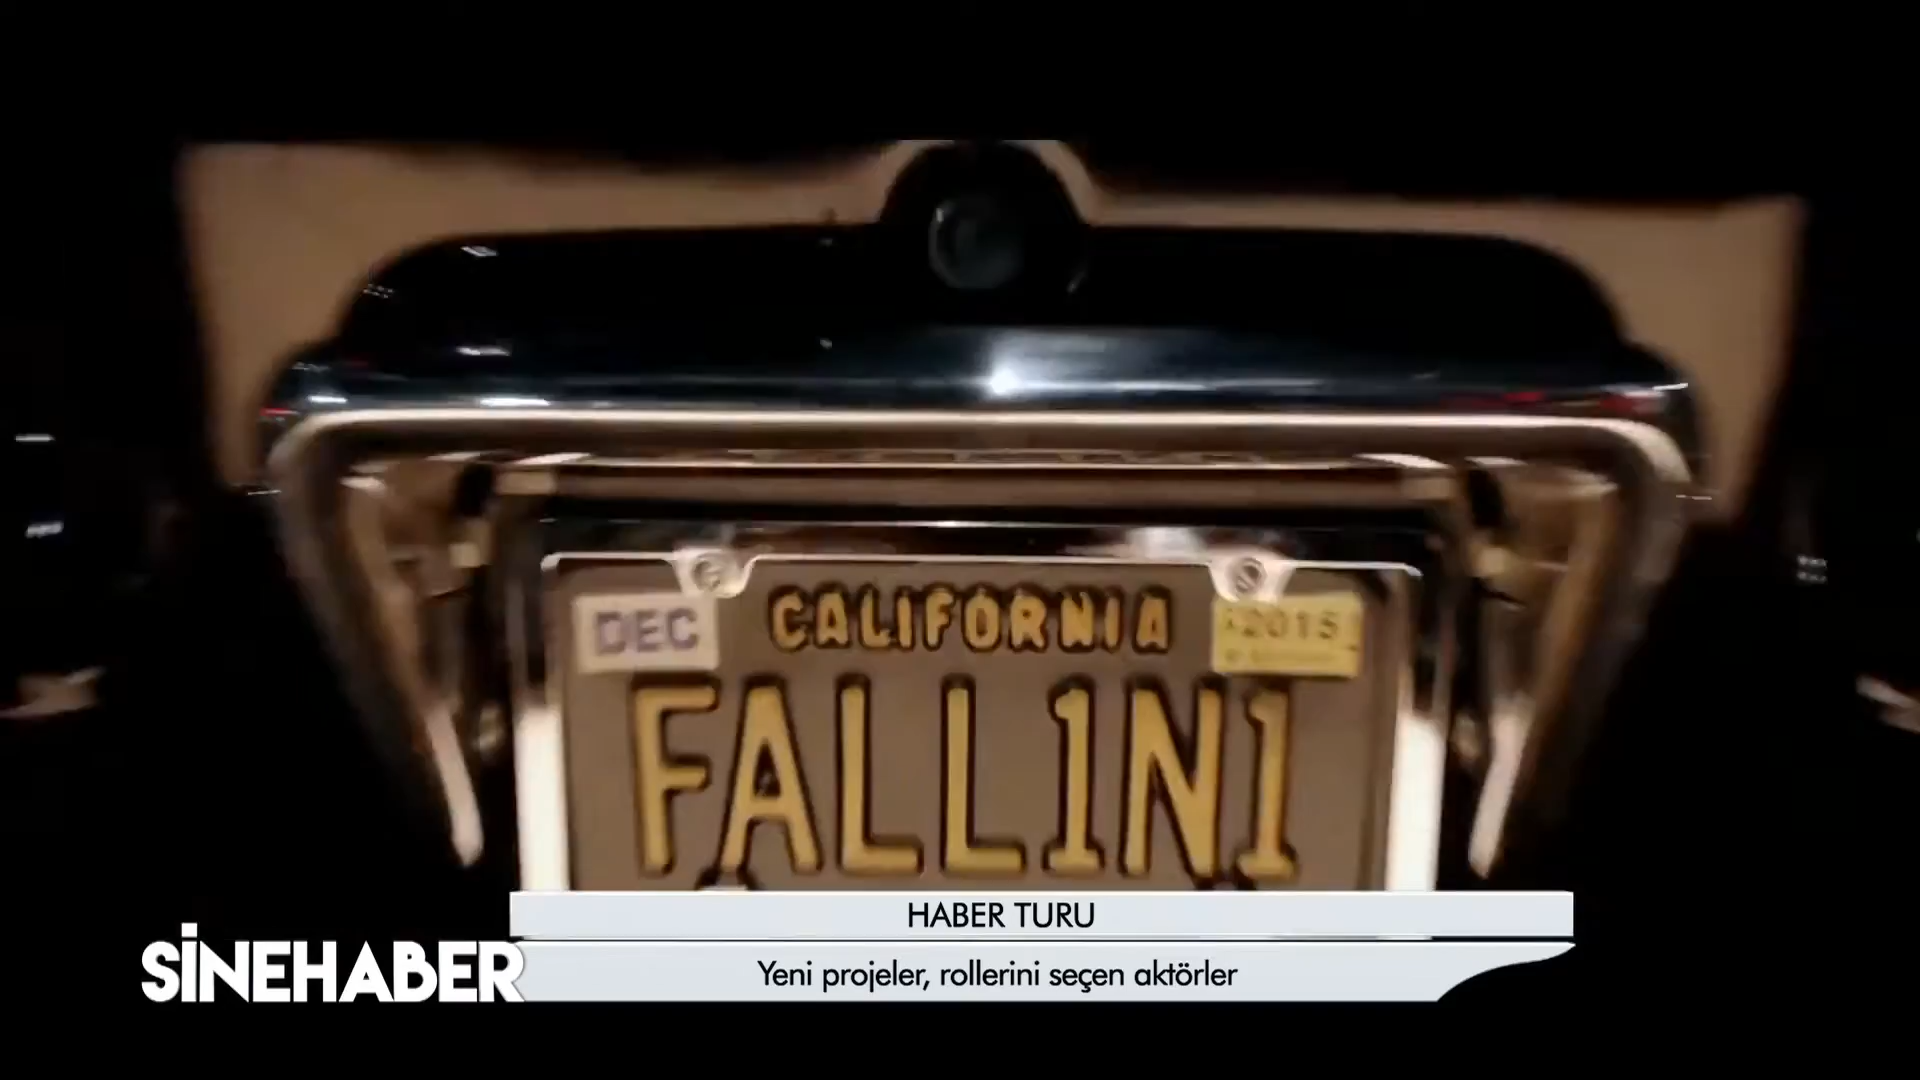 DEC
CALIFORNIA
2015
FALL1N1
HABER TURU
SİNEHABER
Yeni projeler, rollerini seçen aktörler